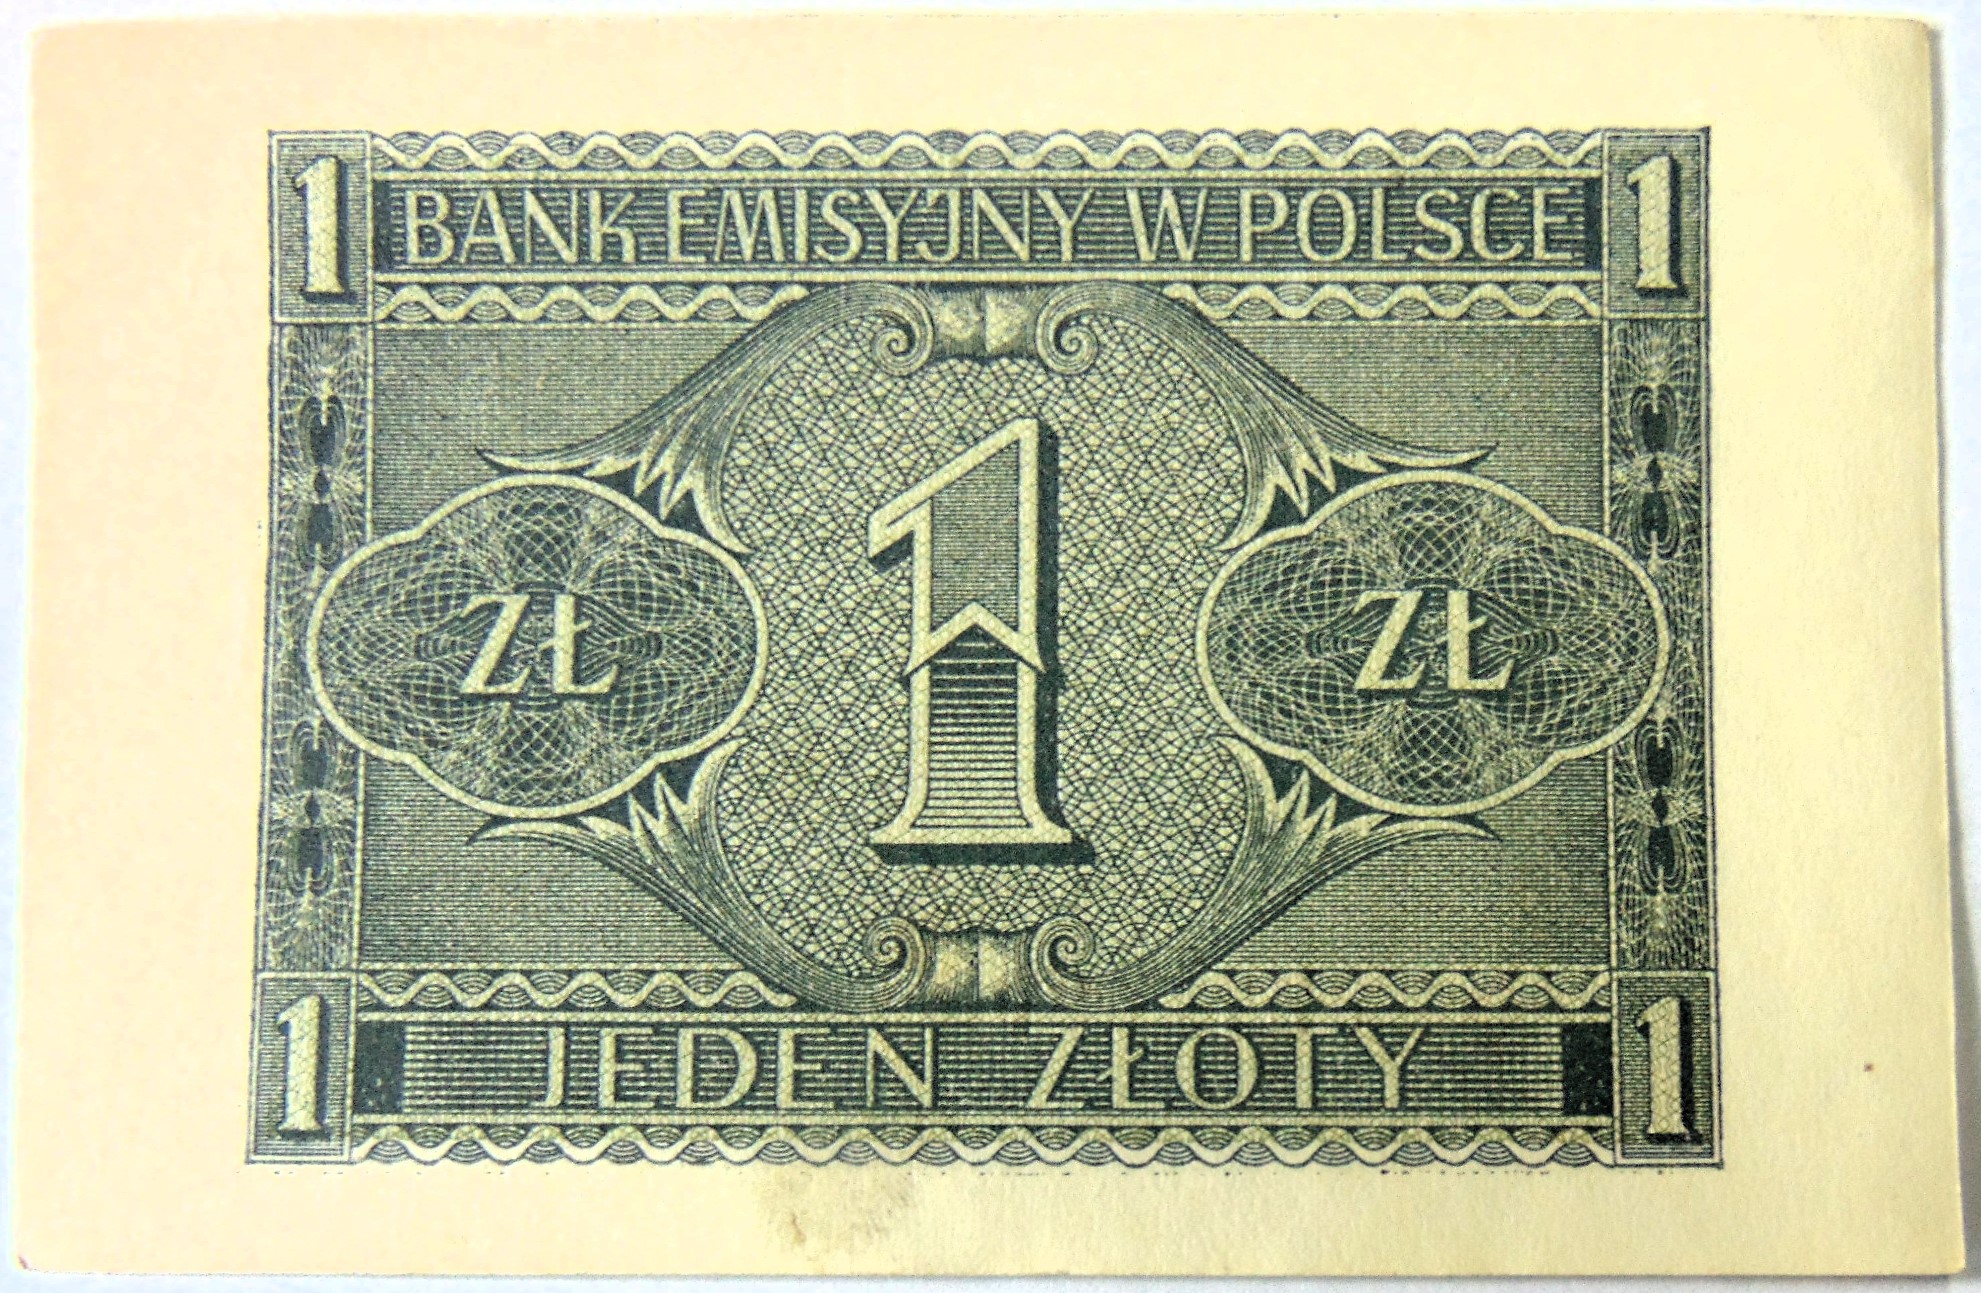 1 BANK EMISYJNY W POLSCE 1
1
ZŁ ZŁ
1 JEDEN ZŁOTY 1